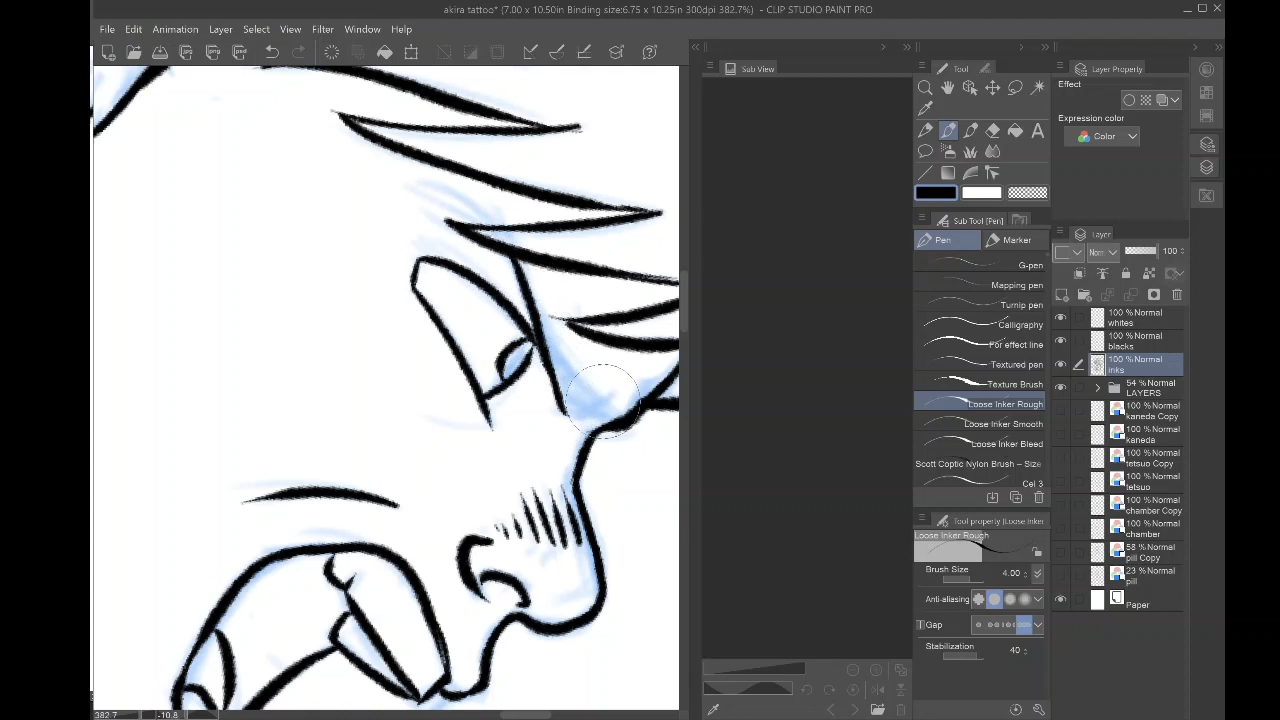 akira tattoo* (7.00 x 10.50in Binding size:6.75 x 10.25in 300dpi 382.7%) - CLIP STUDIO PAINT PRO
File Edit Animation Layer Select View Filter Window Help
Sub View
Tool
Layer Property
Effect
Expression color
Color
Sub Tool [Pen]
Pen
Marker
G-pen
Mapping pen
Turnip pen
Calligraphy
For effect line
Textured pen
Texture Brush
Loose Inker Rough
Loose Inker Smooth
Loose Inker Bleed
Scott Coptic Nylon Brush – Size
Cel 3
Tool property [Loose Inker
Loose Inker Rough
Brush Size 4.00
Anti-aliasing
Gap
Stabilization 40
Layer
Nom 100
100 %Normal
whites
100 %Normal
blacks
100 %Normal
inks
54 %Normal
LAYERS
100 %Normal
kaneda Copy
100 %Normal
kaneda
100 %Normal
tetsuo Copy
100 %Normal
tetsuo
100 %Normal
chamber Copy
100 %Normal
chamber
58 %Normal
pill Copy
23 %Normal
pill
Paper
382.7 -10.8